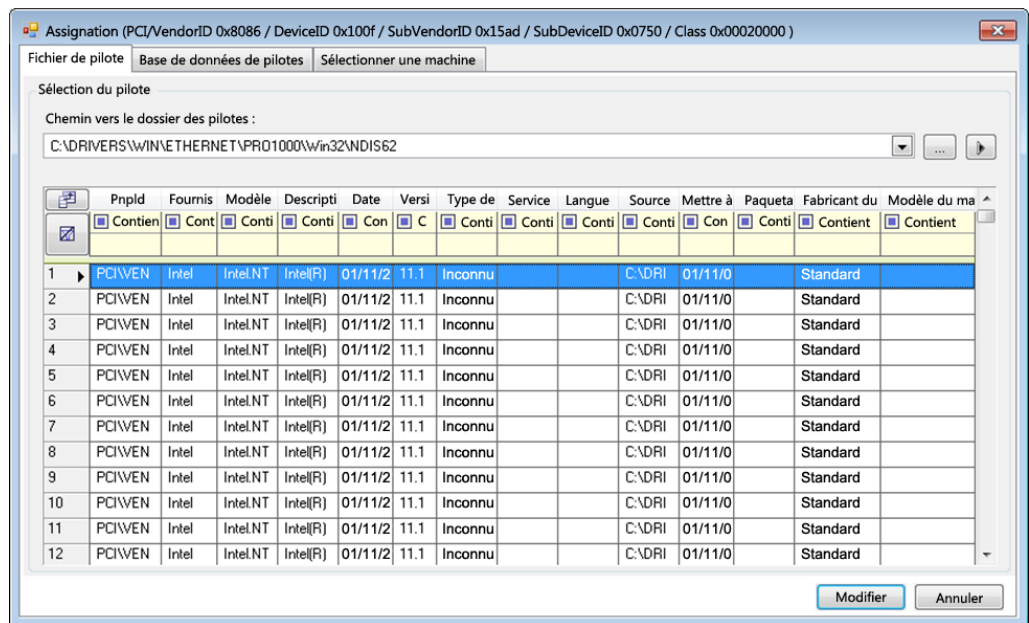 Assignation (PCI/VendorID 0x8086 / DeviceID 0x100f / SubVendorID 0x15ad / SubDeviceID 0x0750 / Class 0x00020000 )
Fichier de pilote Base de données de pilotes Sélectionner une machine
Sélection du pilote
Chemin vers le dossier des pilotes :
C:\DRIVERS\WIN\ETHERNET\PRO1000\Win32\NDIS62 ...
PnpId Fournis Modèle Descripti Date Versi Type de Service Langue Source Mettre à Paqueta Fabricant du Modèle du ma
Contien Cont Conti Conti Con C Conti Conti Conti Conti Con Conti Contient Contient
1 PCI\VEN Intel Intel.NT Intel(R) 01/11/2 11.1 Inconnu C:\DRI 01/11/0 Standard
2 PCI\VEN Intel Intel.NT Intel(R) 01/11/2 11.1 Inconnu C:\DRI 01/11/0 Standard
3 PCI\VEN Intel Intel.NT Intel(R) 01/11/2 11.1 Inconnu C:\DRI 01/11/0 Standard
4 PCI\VEN Intel Intel.NT Intel(R) 01/11/2 11.1 Inconnu C:\DRI 01/11/0 Standard
5 PCI\VEN Intel Intel.NT Intel(R) 01/11/2 11.1 Inconnu C:\DRI 01/11/0 Standard
6 PCI\VEN Intel Intel.NT Intel(R) 01/11/2 11.1 Inconnu C:\DRI 01/11/0 Standard
7 PCI\VEN Intel Intel.NT Intel(R) 01/11/2 11.1 Inconnu C:\DRI 01/11/0 Standard
8 PCI\VEN Intel Intel.NT Intel(R) 01/11/2 11.1 Inconnu C:\DRI 01/11/0 Standard
9 PCI\VEN Intel Intel.NT Intel(R) 01/11/2 11.1 Inconnu C:\DRI 01/11/0 Standard
10 PCI\VEN Intel Intel.NT Intel(R) 01/11/2 11.1 Inconnu C:\DRI 01/11/0 Standard
11 PCI\VEN Intel Intel.NT Intel(R) 01/11/2 11.1 Inconnu C:\DRI 01/11/0 Standard
12 PCI\VEN Intel Intel.NT Intel(R) 01/11/2 11.1 Inconnu C:\DRI 01/11/0 Standard
Modifier Annuler